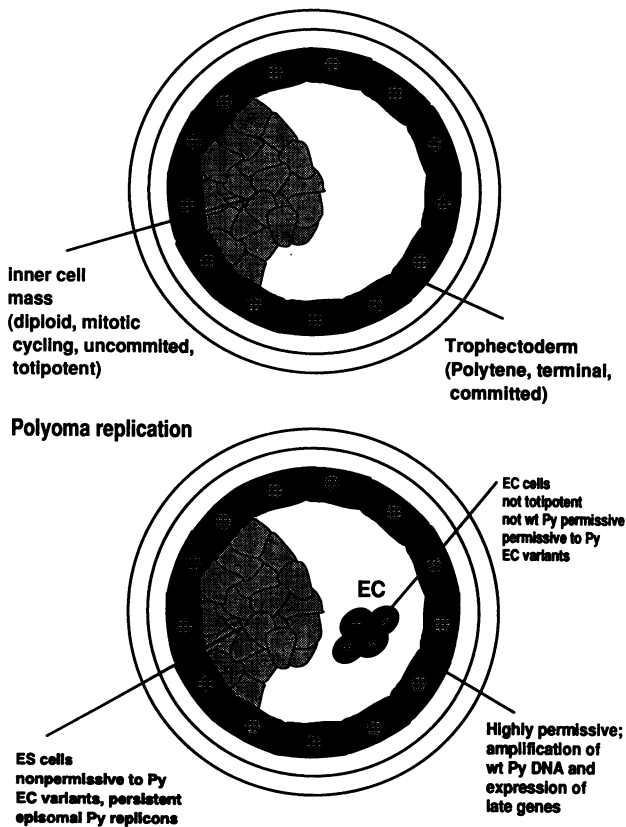 inner cell
mass
(diploid, mitotic
cycling, uncommited,
totipotent)
Trophectoderm
(Polytene, terminal,
committed)
Polyoma replication
EC cells
not totipotent
not wt Py permissive
permissive to Py
EC variants
EC
ES cells
nonpermissive to Py
EC variants, persistent
episomal Py replicons
Highly permissive;
amplification of
wt Py DNA and
expression of
late genes